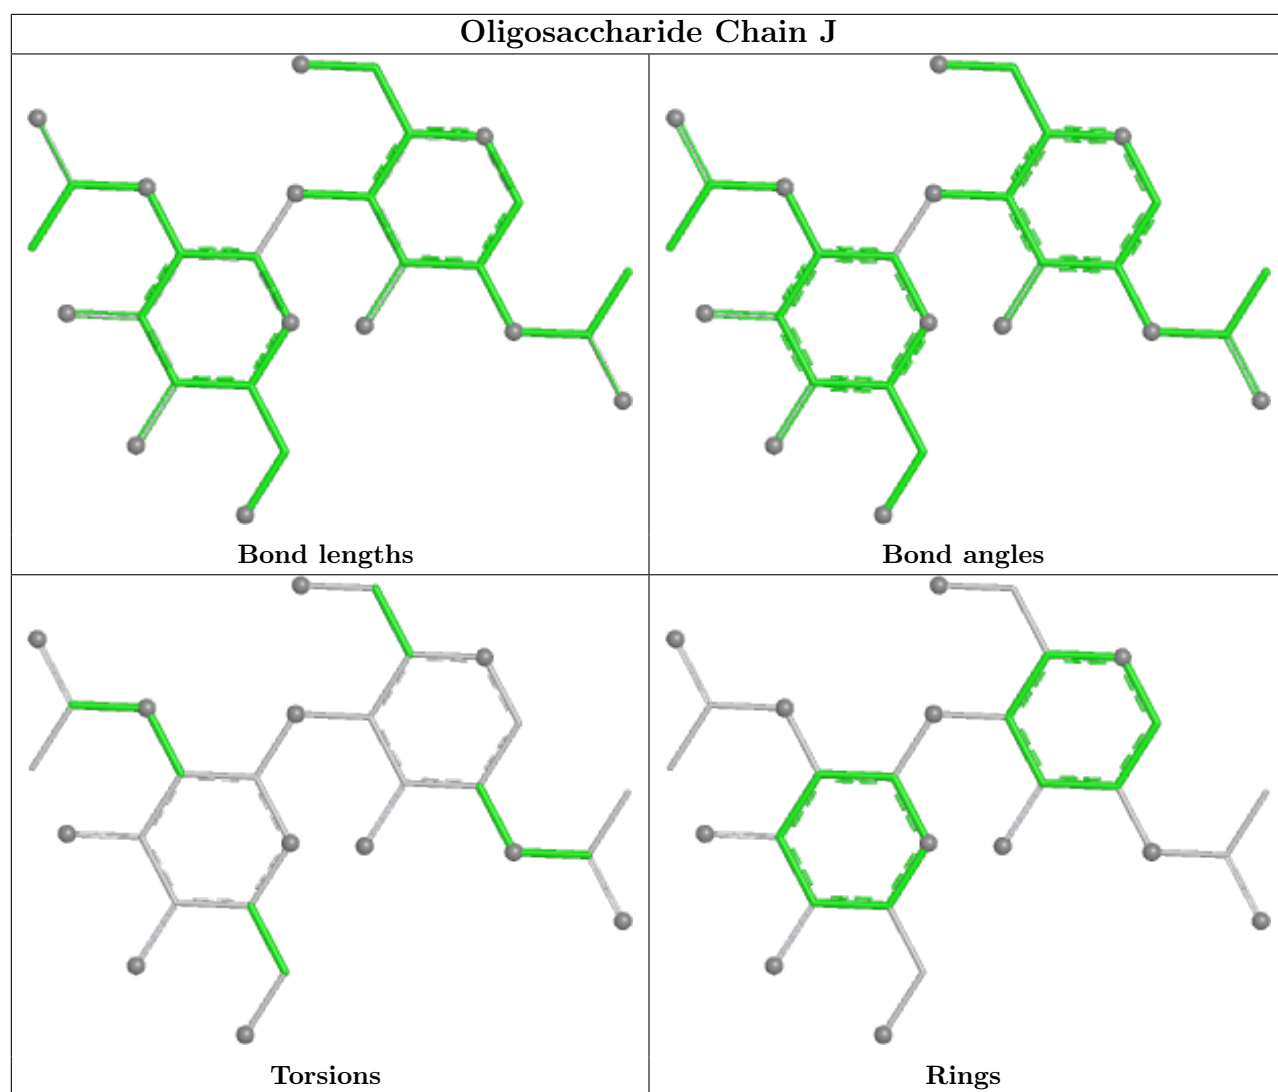 Oligosaccharide Chain J
Bond lengths
Bond angles
Torsions
Rings